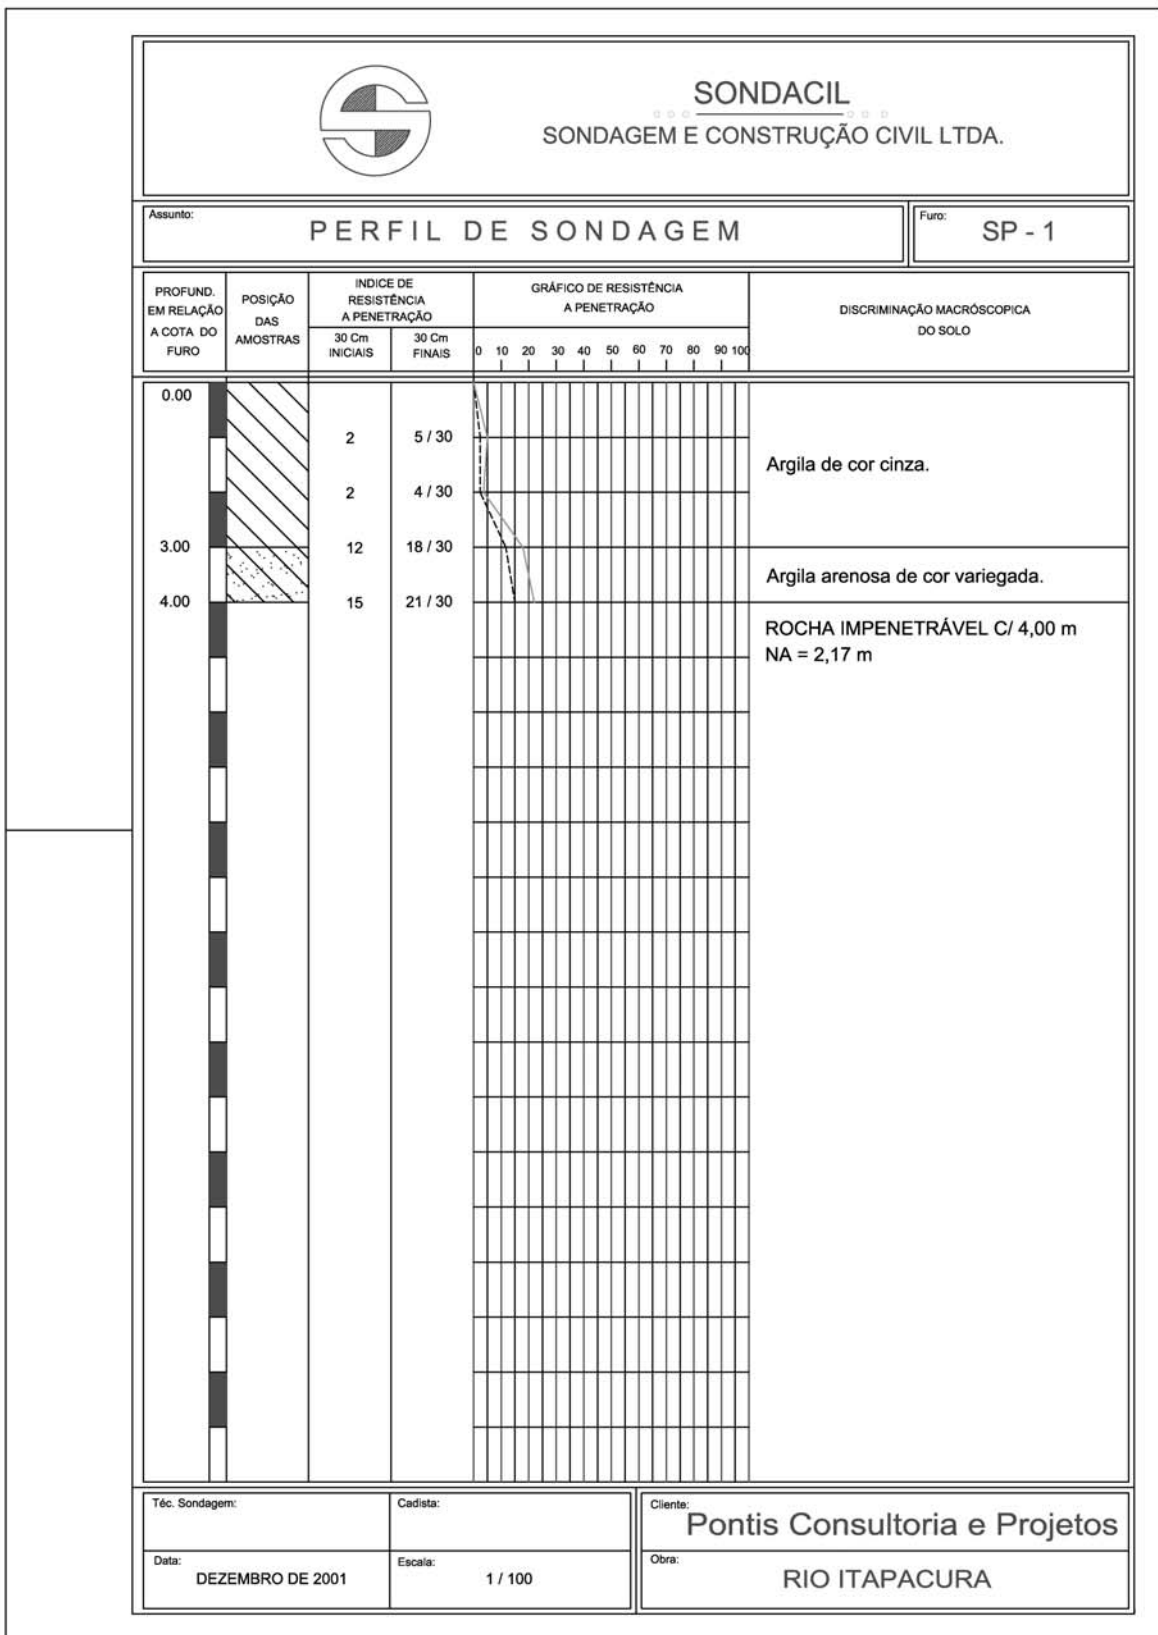 SONDACIL
SONDAGEM E CONSTRUÇÃO CIVIL LTDA.
Assunto:
PERFIL DE SONDAGEM
Furo:
SP - 1
PROFUND.
EM RELAÇÃO
A COTA DO
FURO
POSIÇÃO
DAS
AMOSTRAS
INDICE DE
RESISTÊNCIA
A PENETRAÇÃO
30 Cm
INICIAIS
30 Cm
FINAIS
GRÁFICO DE RESISTÊNCIA
A PENETRAÇÃO
0 10 20 30 40 50 60 70 80 90 100
DISCRIMINAÇÃO MACRÓSCOPICA
DO SOLO
0.00
2 5 / 30
Argila de cor cinza.
2 4 / 30
3.00 12 18 / 30
Argila arenosa de cor variegada.
4.00 15 21 / 30
ROCHA IMPENETRÁVEL C/ 4,00 m
NA = 2,17 m
Téc. Sondagem:
Cadista:
Cliente:
Pontis Consultoria e Projetos
Data:
DEZEMBRO DE 2001
Escala:
1 / 100
Obra:
RIO ITAPACURA